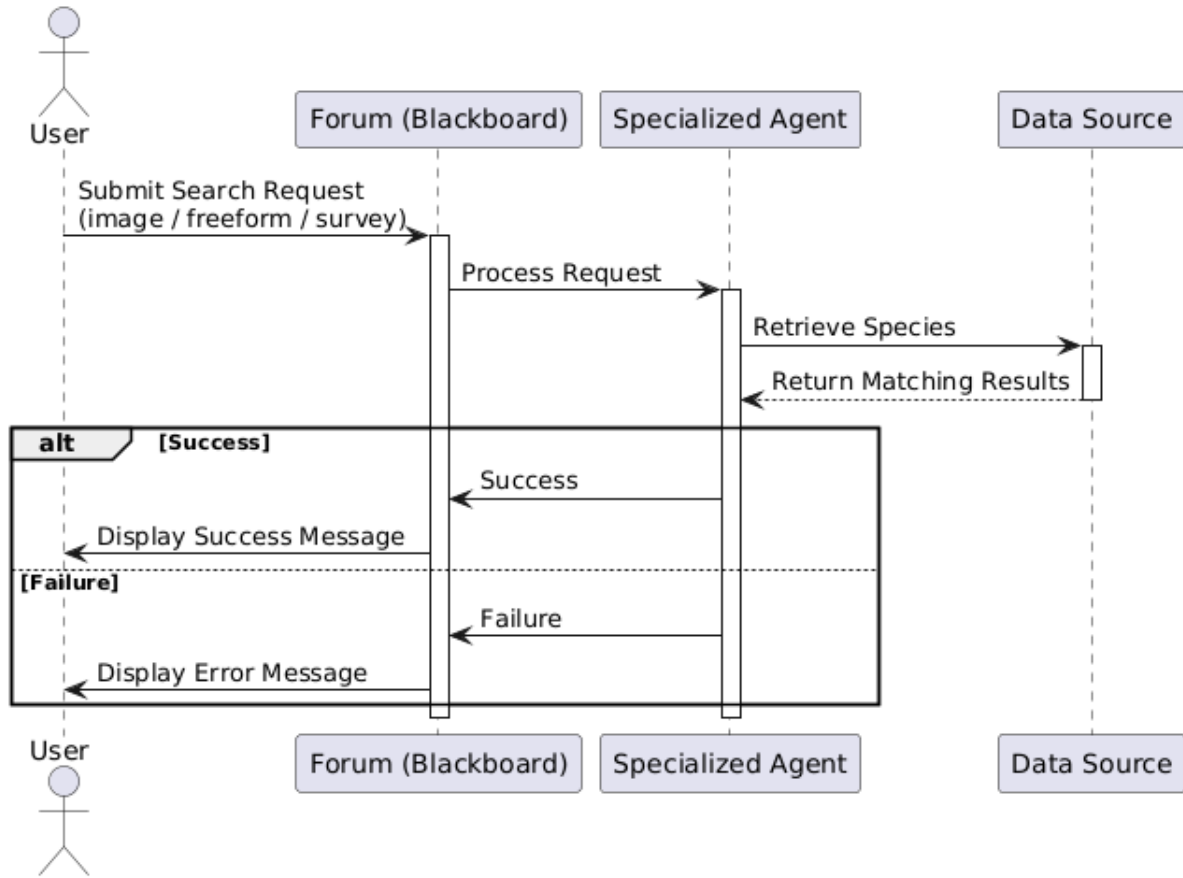 User
Forum (Blackboard)
Specialized Agent
Data Source
Submit Search Request
(image / freeform / survey)
Process Request
Retrieve Species
Return Matching Results
alt
[Success]
Success
Display Success Message
[Failure]
Failure
Display Error Message
User
Forum (Blackboard)
Specialized Agent
Data Source